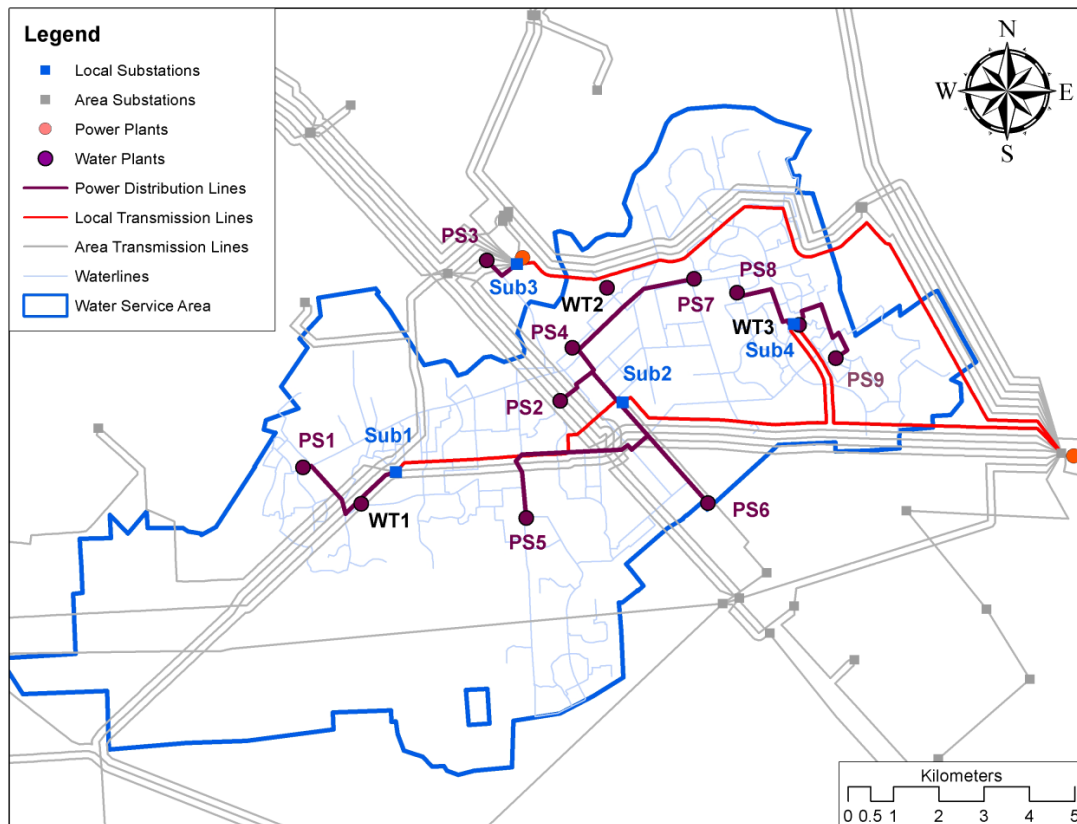 Legend
Local Substations
Area Substations
Power Plants
Water Plants
Power Distribution Lines
Local Transmission Lines
Area Transmission Lines
Waterlines
Water Service Area
N
W E
S
PS3
Sub3
WT2
PS8
PS7
PS4
WT3
Sub4
PS9
Sub2
PS2
PS1
Sub1
WT1
PS5
PS6
Kilometers
0 0.5 1 2 3 4 5